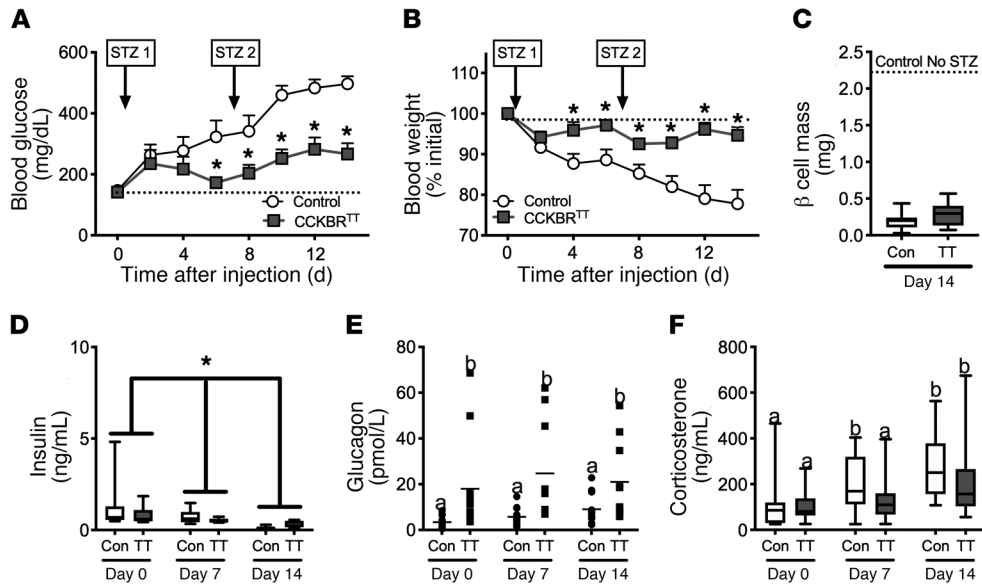 A
STZ 1
STZ 2
Blood glucose
(mg/dL)
600
400
200
0
Control
CCKBRTT
0
4
8
12
Time after injection (d)
*
*
*
*
*
B
STZ 1
STZ 2
Blood weight
(% initial)
110
100
90
80
70
Control
CCKBRTT
0
4
8
12
Time after injection (d)
*
*
*
*
*
*
C
Control No STZ
β cell mass
(mg)
2.5
2.0
1.5
1.0
0.5
0.0
Con TT
Day 14
D
Insulin
(ng/mL)
10
5
0
*
Con TT Con TT Con TT
Day 0 Day 7 Day 14
E
Glucagon
(pmol/L)
80
60
40
20
0
a b a b a b
Con TT Con TT Con TT
Day 0 Day 7 Day 14
F
Corticosterone
(ng/mL)
800
600
400
200
0
a a b a b b
Con TT Con TT Con TT
Day 0 Day 7 Day 14